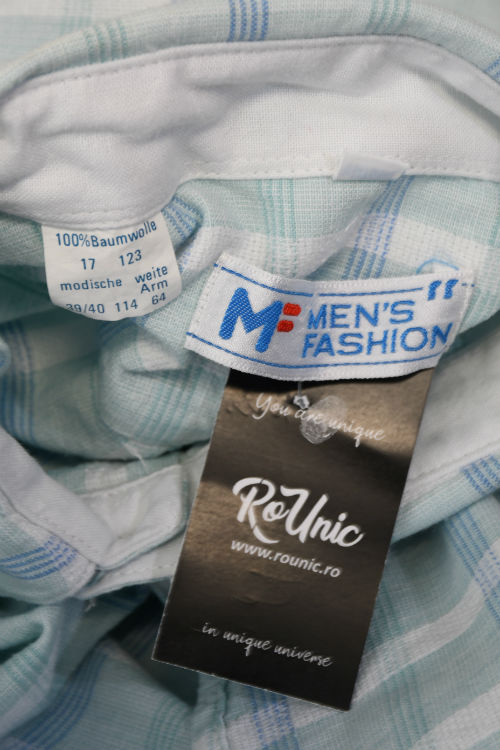 100%Baumwolle
17 123
modische weite Arm
39/40 114 64
MF MEN'S
FASHION
You are unique
RoUnic
www.rounic.ro
in unique universe